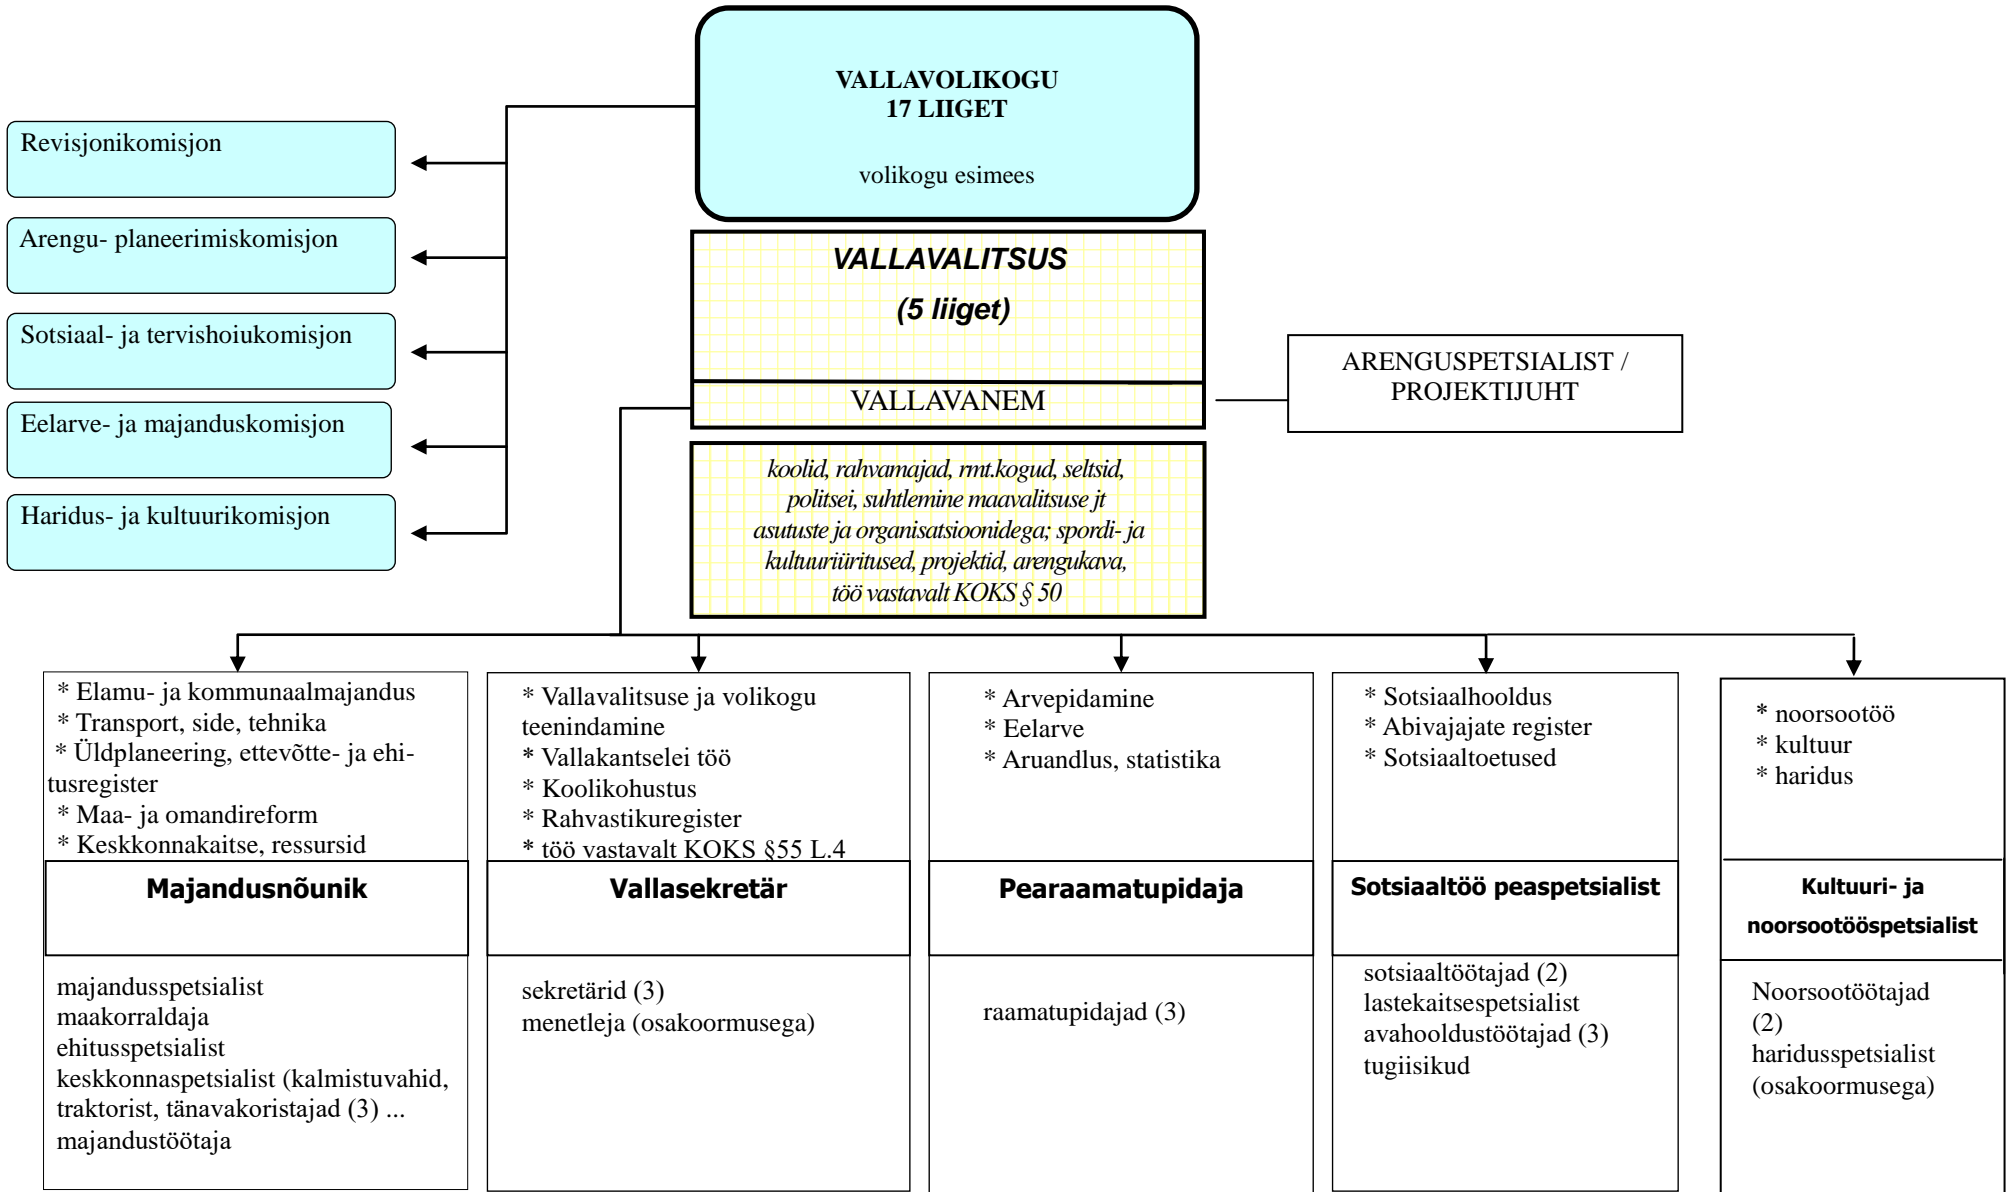 VALLAVOLIKOGU
17 LIIGET
volikogu esimees
Revisjonikomisjon
Arengu- planeerimiskomisjon
Sotsiaal- ja tervishoiukomisjon
Eelarve- ja majanduskomisjon
Haridus- ja kultuurikomisjon
VALLAVALITSUS
(5 liiget)
VALLAVANEM
ARENGUSPETSIALIST /
PROJEKTIJUHT
koolid, rahvamajad, rmt.kogud, seltsid,
politsei, suhtlemine maavalitsuse jt
asutuste ja organisatsioonidega; spordi- ja
kultuuriüritused, projektid, arengukava,
töö vastavalt KOKS § 50
* Elamu- ja kommunaalmajandus
* Transport, side, tehnika
* Üldplaneering, ettevõtte- ja ehi-
tusregister
* Maa- ja omandireform
* Keskkonnakaitse, ressursid
Majandusnõunik
majandusspetsialist
maakorraldaja
ehitusspetsialist
keskkonnaspetsialist (kalmistuvahid,
traktorist, tänavakoristajad (3) ...
majandustöötaja
* Vallavalitsuse ja volikogu
teenindamine
* Vallakantselei töö
* Koolikohustus
* Rahvastikuregister
* töö vastavalt KOKS §55 L.4
Vallasekretär
sekretärid (3)
menetleja (osakoormusega)
* Arvepidamine
* Eelarve
* Aruandlus, statistika
Pearaamatupidaja
raamatupidajad (3)
* Sotsiaalhooldus
* Abivajajate register
* Sotsiaaltoetused
Sotsiaaltöö peaspetsialist
sotsiaaltöötajad (2)
lastekaitsespetsialist
avahooldustöötajad (3)
tugiisikud
* noorsootöö
* kultuur
* haridus
Kultuuri- ja
noorsootööspetsialist
Noorsootöötajad
(2)
haridusspetsialist
(osakoormusega)